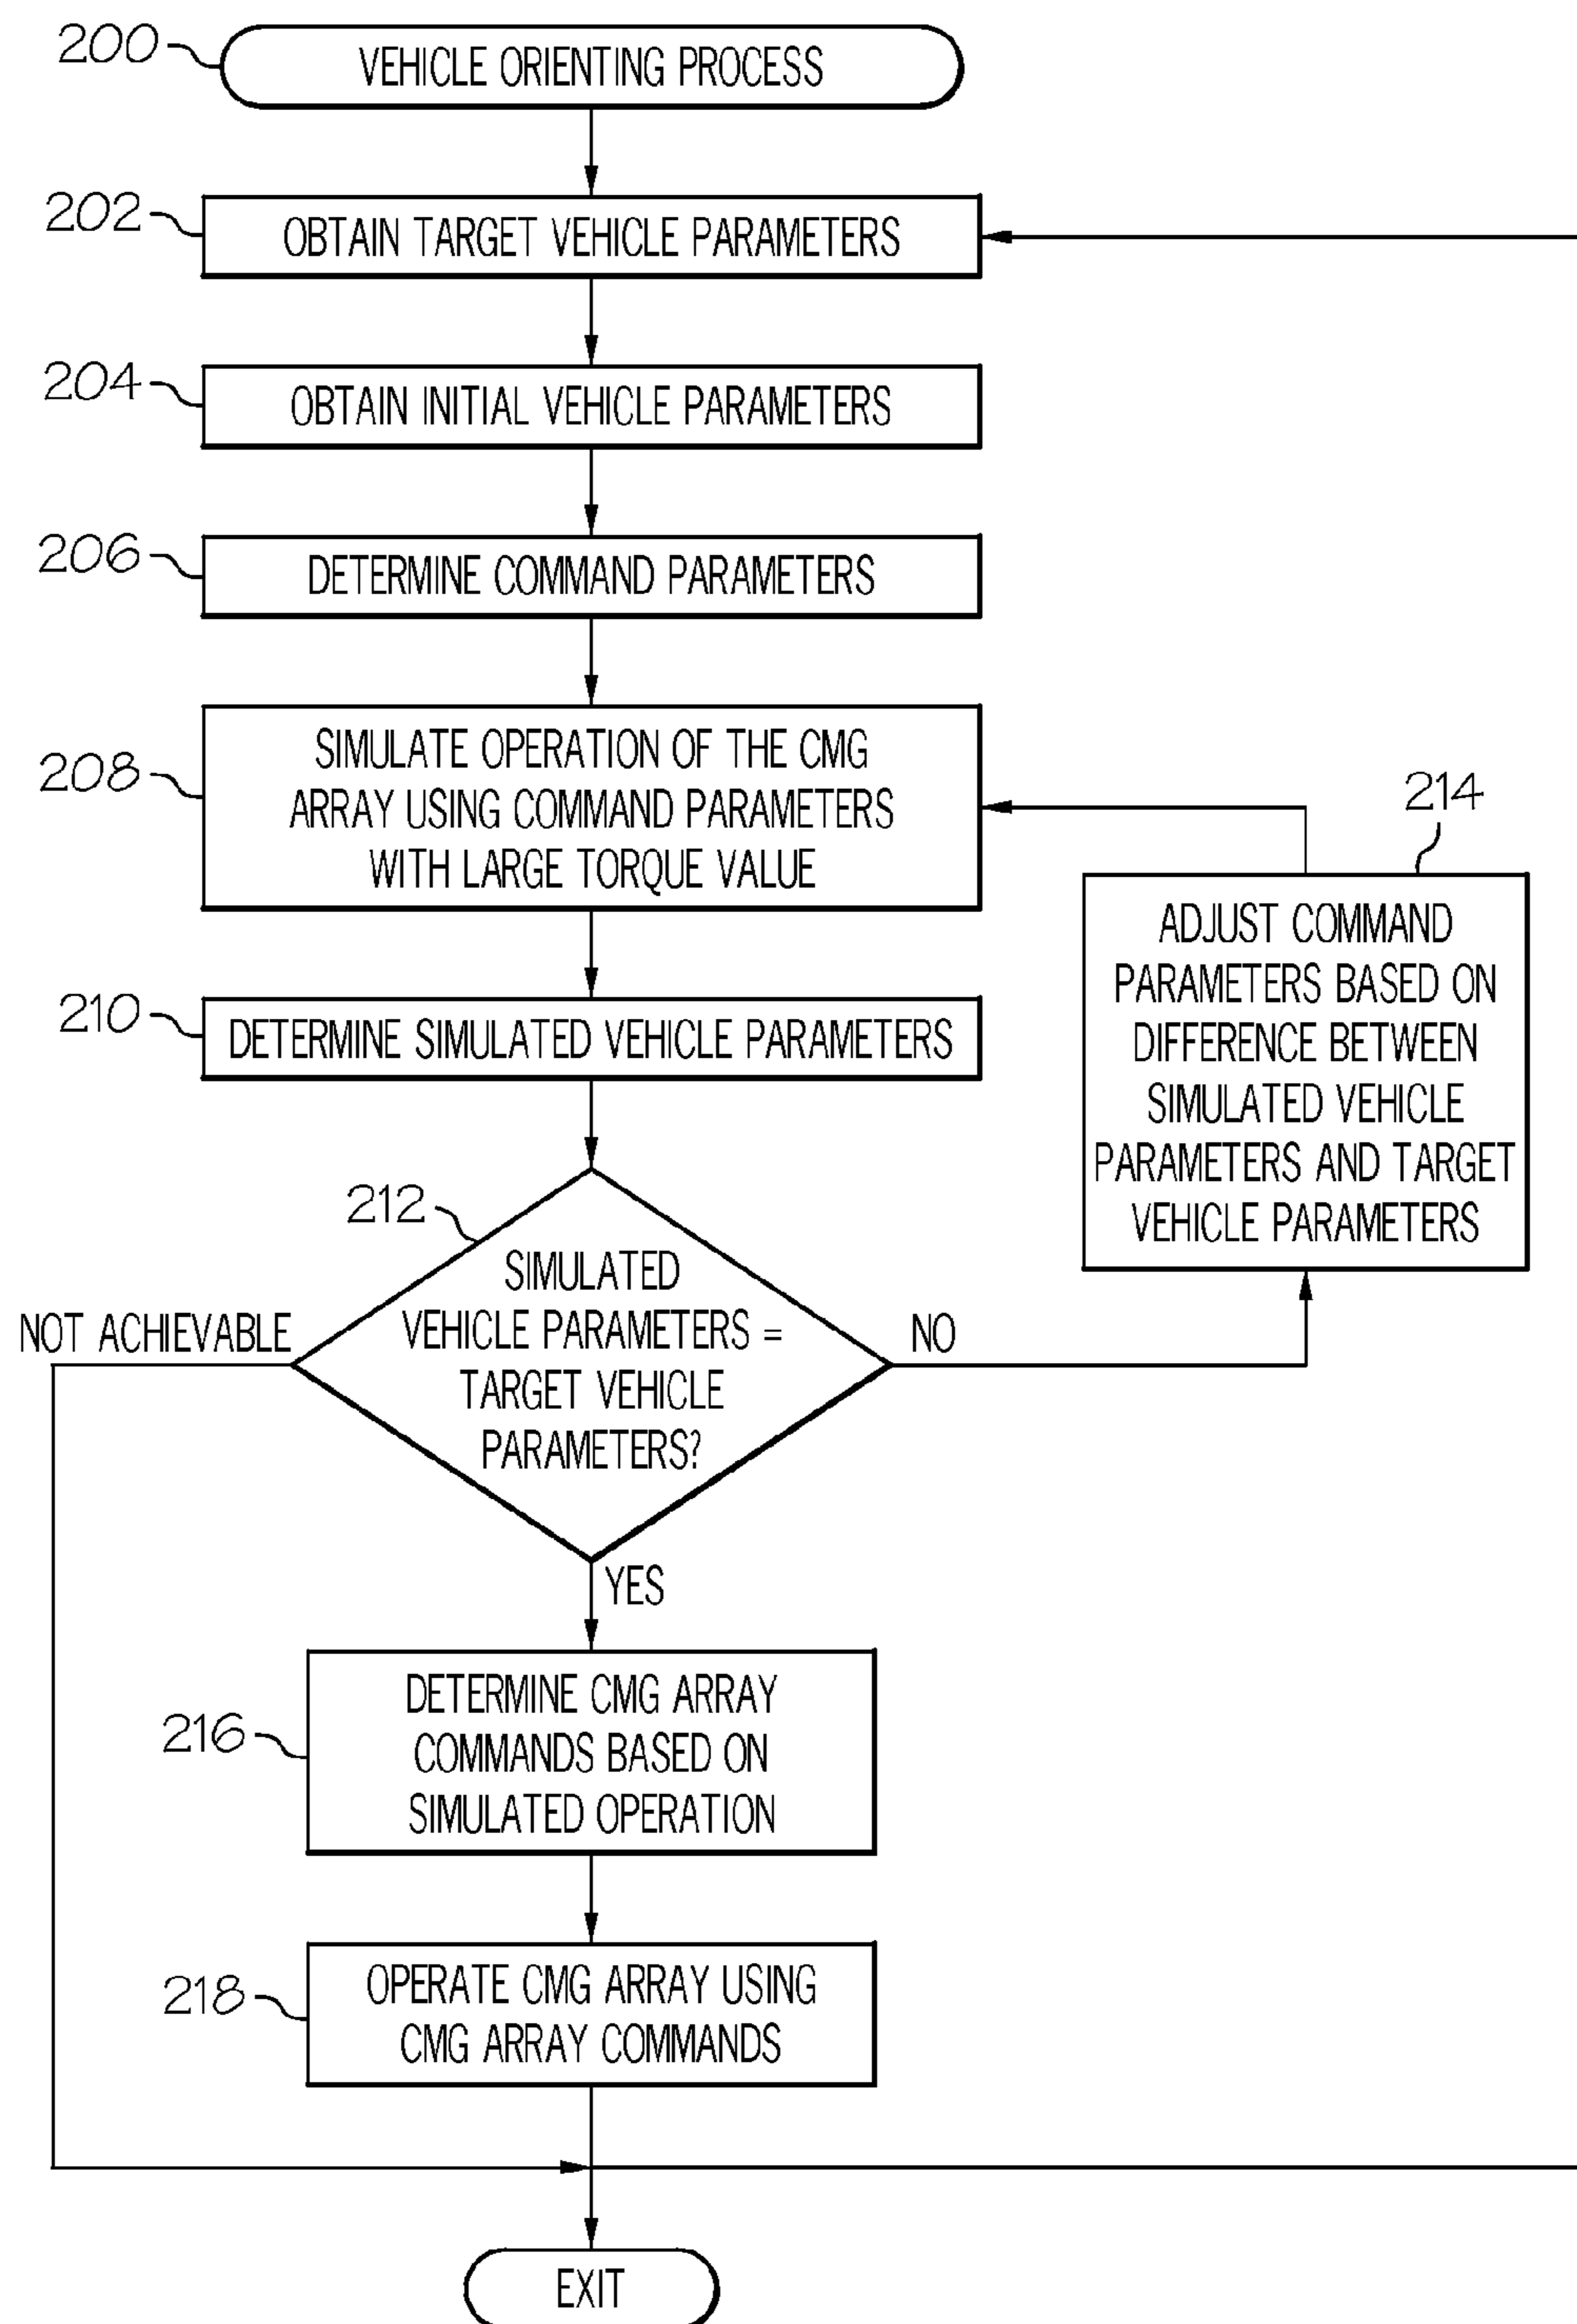 200
VEHICLE ORIENTING PROCESS
202
OBTAIN TARGET VEHICLE PARAMETERS
204
OBTAIN INITIAL VEHICLE PARAMETERS
206
DETERMINE COMMAND PARAMETERS
208
SIMULATE OPERATION OF THE CMG
ARRAY USING COMMAND PARAMETERS
WITH LARGE TORQUE VALUE
214
ADJUST COMMAND
PARAMETERS BASED ON
DIFFERENCE BETWEEN
SIMULATED VEHICLE
PARAMETERS AND TARGET
VEHICLE PARAMETERS
210
DETERMINE SIMULATED VEHICLE PARAMETERS
212
SIMULATED
VEHICLE PARAMETERS =
TARGET VEHICLE
PARAMETERS?
NOT ACHIEVABLE
NO
YES
216
DETERMINE CMG ARRAY
COMMANDS BASED ON
SIMULATED OPERATION
218
OPERATE CMG ARRAY USING
CMG ARRAY COMMANDS
EXIT